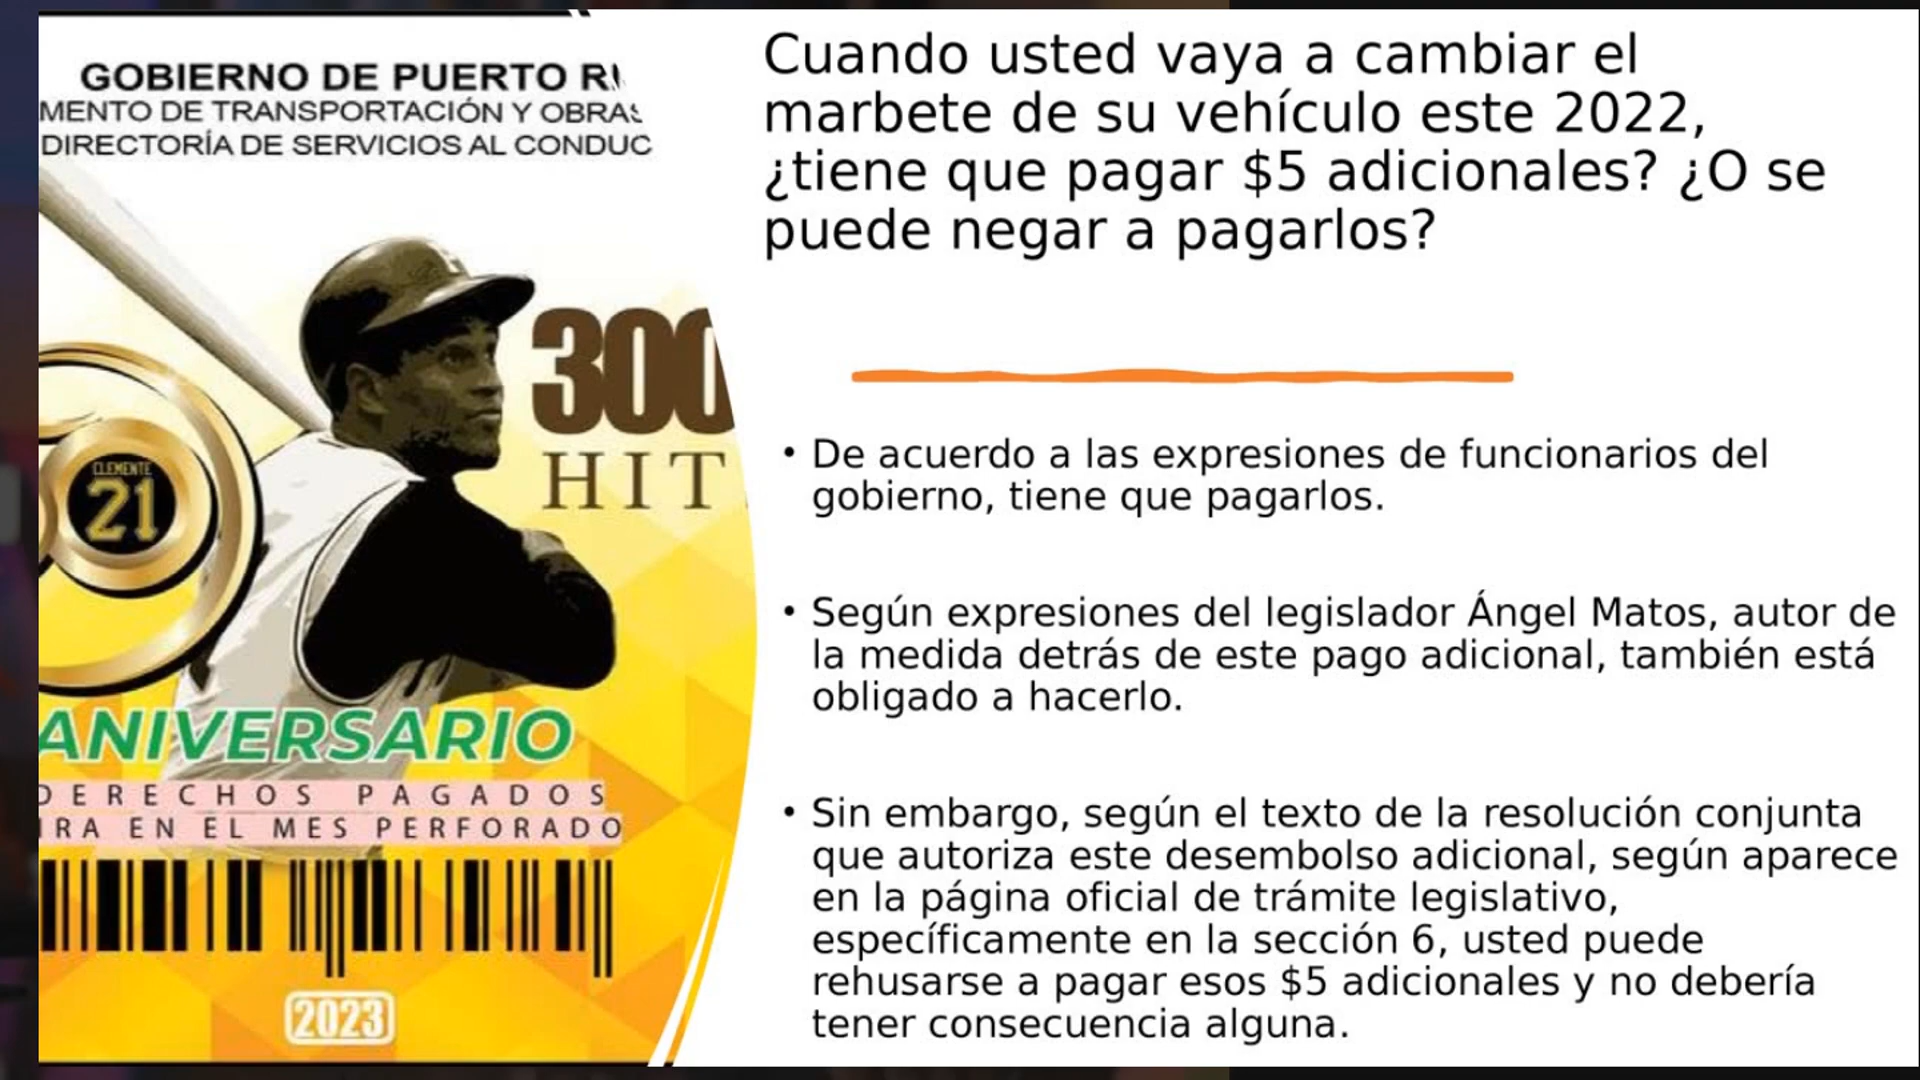 GOBIERNO DE PUERTO
MENTO DE TRANSPORTACIÓN Y OBRAS
DIRECTORÍA DE SERVICIOS AL CONDUC
300
HIT
CLEMENTE
21
ANIVERSARIO
DERECHOS PAGADOS
IRA EN EL MES PERFORADO
2023
Cuando usted vaya a cambiar el
marbete de su vehículo este 2022,
¿tiene que pagar $5 adicionales? ¿O se
puede negar a pagarlos?
• De acuerdo a las expresiones de funcionarios del
gobierno, tiene que pagarlos.
• Según expresiones del legislador Ángel Matos, autor de
la medida detrás de este pago adicional, también está
obligado a hacerlo.
• Sin embargo, según el texto de la resolución conjunta
que autoriza este desembolso adicional, según aparece
en la página oficial de trámite legislativo,
específicamente en la sección 6, usted puede
rehusarse a pagar esos $5 adicionales y no debería
tener consecuencia alguna.